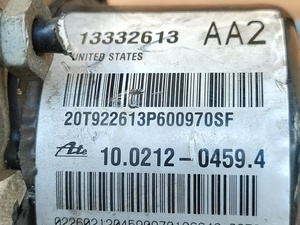 13332613 AA2
UNITED STATES
20T922613P600970SF
Ate 10.0212-0459.4